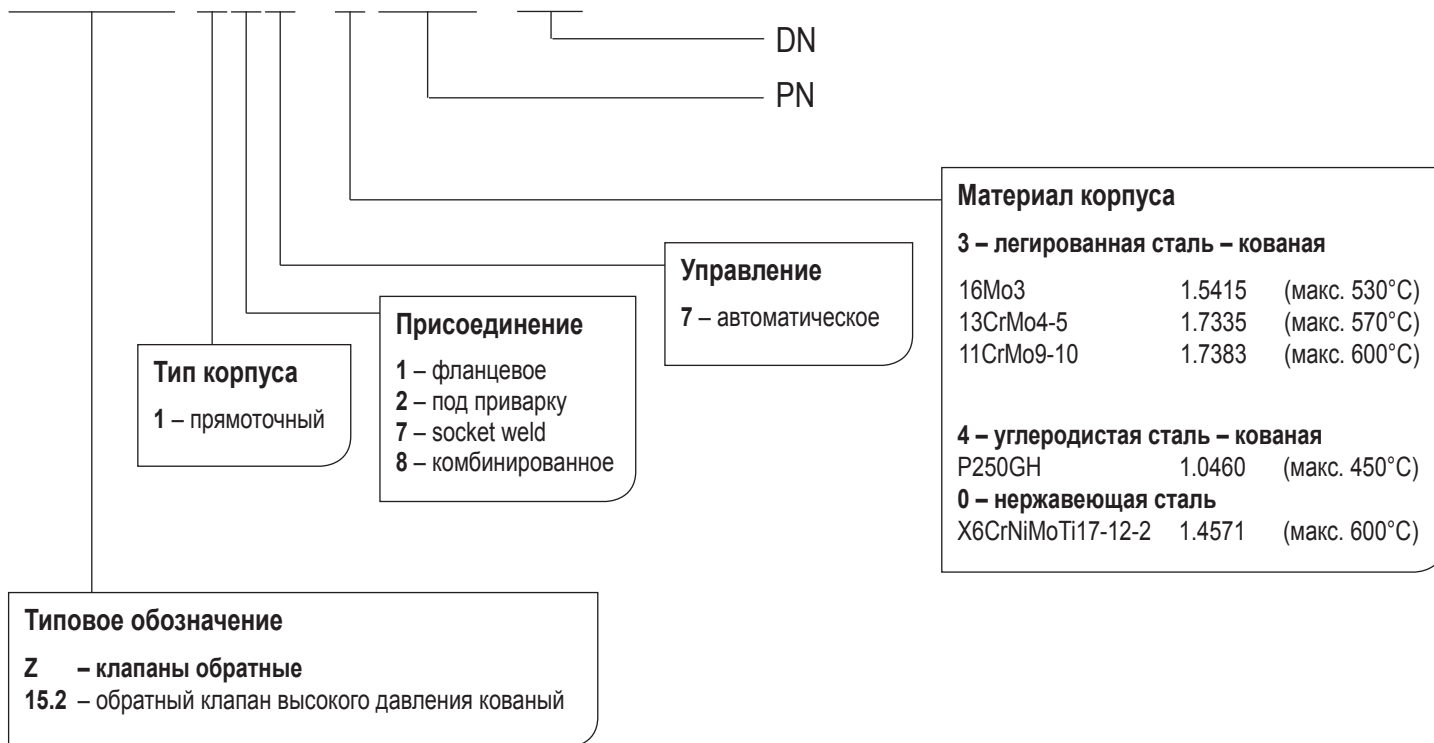 DN
PN
Материал корпуса
3 – легированная сталь – кованая
16Mo3 1.5415 (макс. 530°C)
13CrMo4-5 1.7335 (макс. 570°C)
11CrMo9-10 1.7383 (макс. 600°C)
4 – углеродистая сталь – кованая
P250GH 1.0460 (макс. 450°C)
0 – нержавеющая сталь
X6CrNiMoTi17-12-2 1.4571 (макс. 600°C)
Управление
7 – автоматическое
Присоединение
1 – фланцевое
2 – под приварку
7 – socket weld
8 – комбинированное
Тип корпуса
1 – прямоточный
Типовое обозначение
Z – клапаны обратные
15.2 – обратный клапан высокого давления кованый